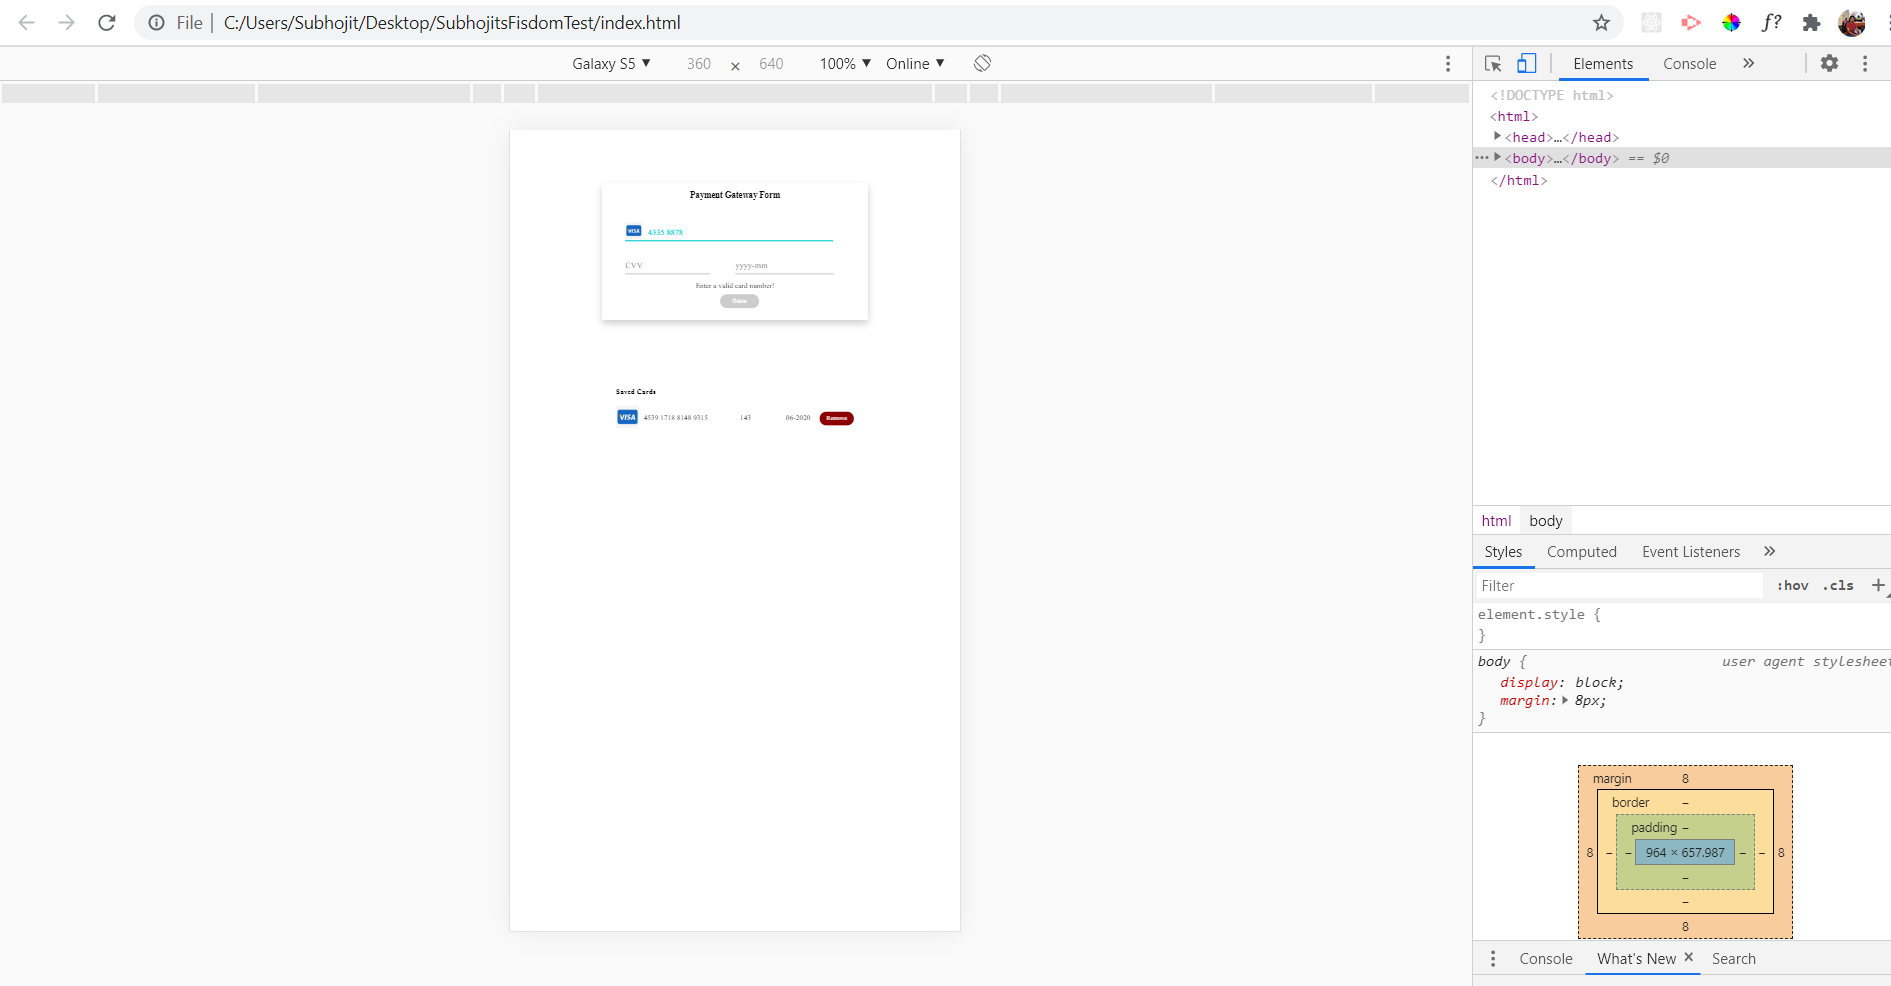 File | C:/Users/Subhojit/Desktop/SubhojitsFisdomTest/index.html
f?
Galaxy S5 ▼ 360 × 640 100% ▼ Online ▼
Payment Gateway Form
VISA 4335 8878
CVV yyyy-mm
Enter a valid card number!
Save
Saved Cards
VISA 4539 1718 8148 9315 143 06-2020 Remove
Elements Console »
<!DOCTYPE html>
<html>
<head>…</head>
<body>…</body> == $0
</html>
html body
Styles Computed Event Listeners »
Filter :hov .cls +
element.style {
}
body { user agent stylesheet
display: block;
margin: 8px;
}
margin 8
border –
padding –
8 – – 964 × 657.987 – – 8
–
–
8
Console What's New × Search